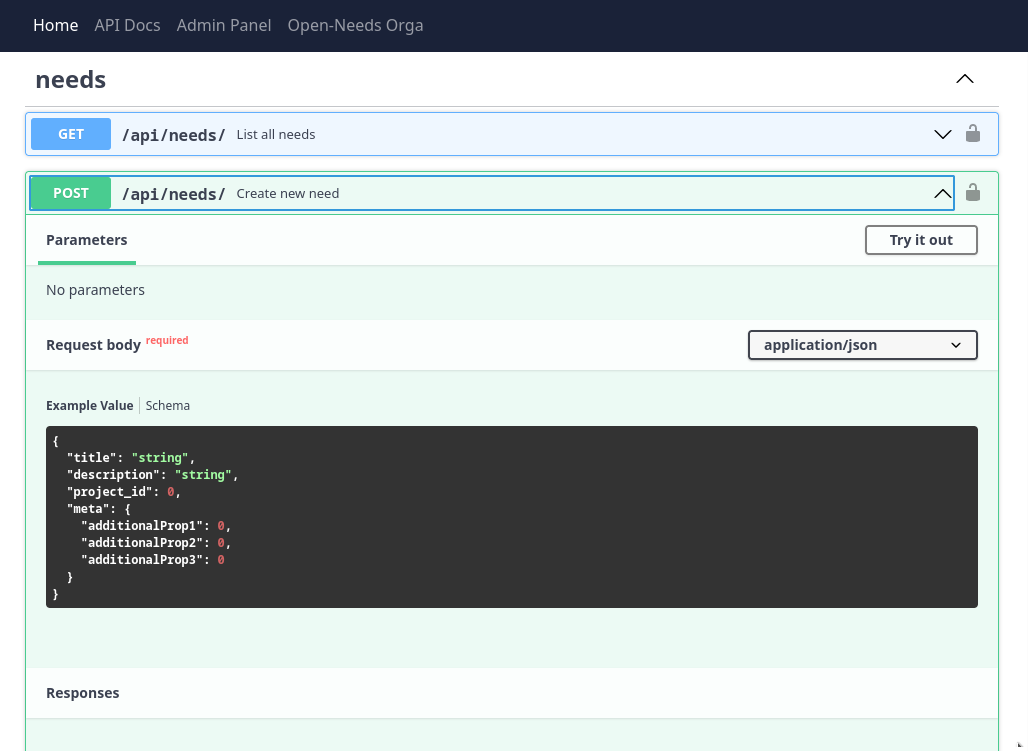 Home API Docs Admin Panel Open-Needs Orga
needs
GET /api/needs/ List all needs
POST /api/needs/ Create new need
Parameters Try it out
No parameters
Request body required application/json
Example Value Schema
{
  "title": "string",
  "description": "string",
  "project_id": 0,
  "meta": {
    "additionalProp1": 0,
    "additionalProp2": 0,
    "additionalProp3": 0
  }
}
Responses